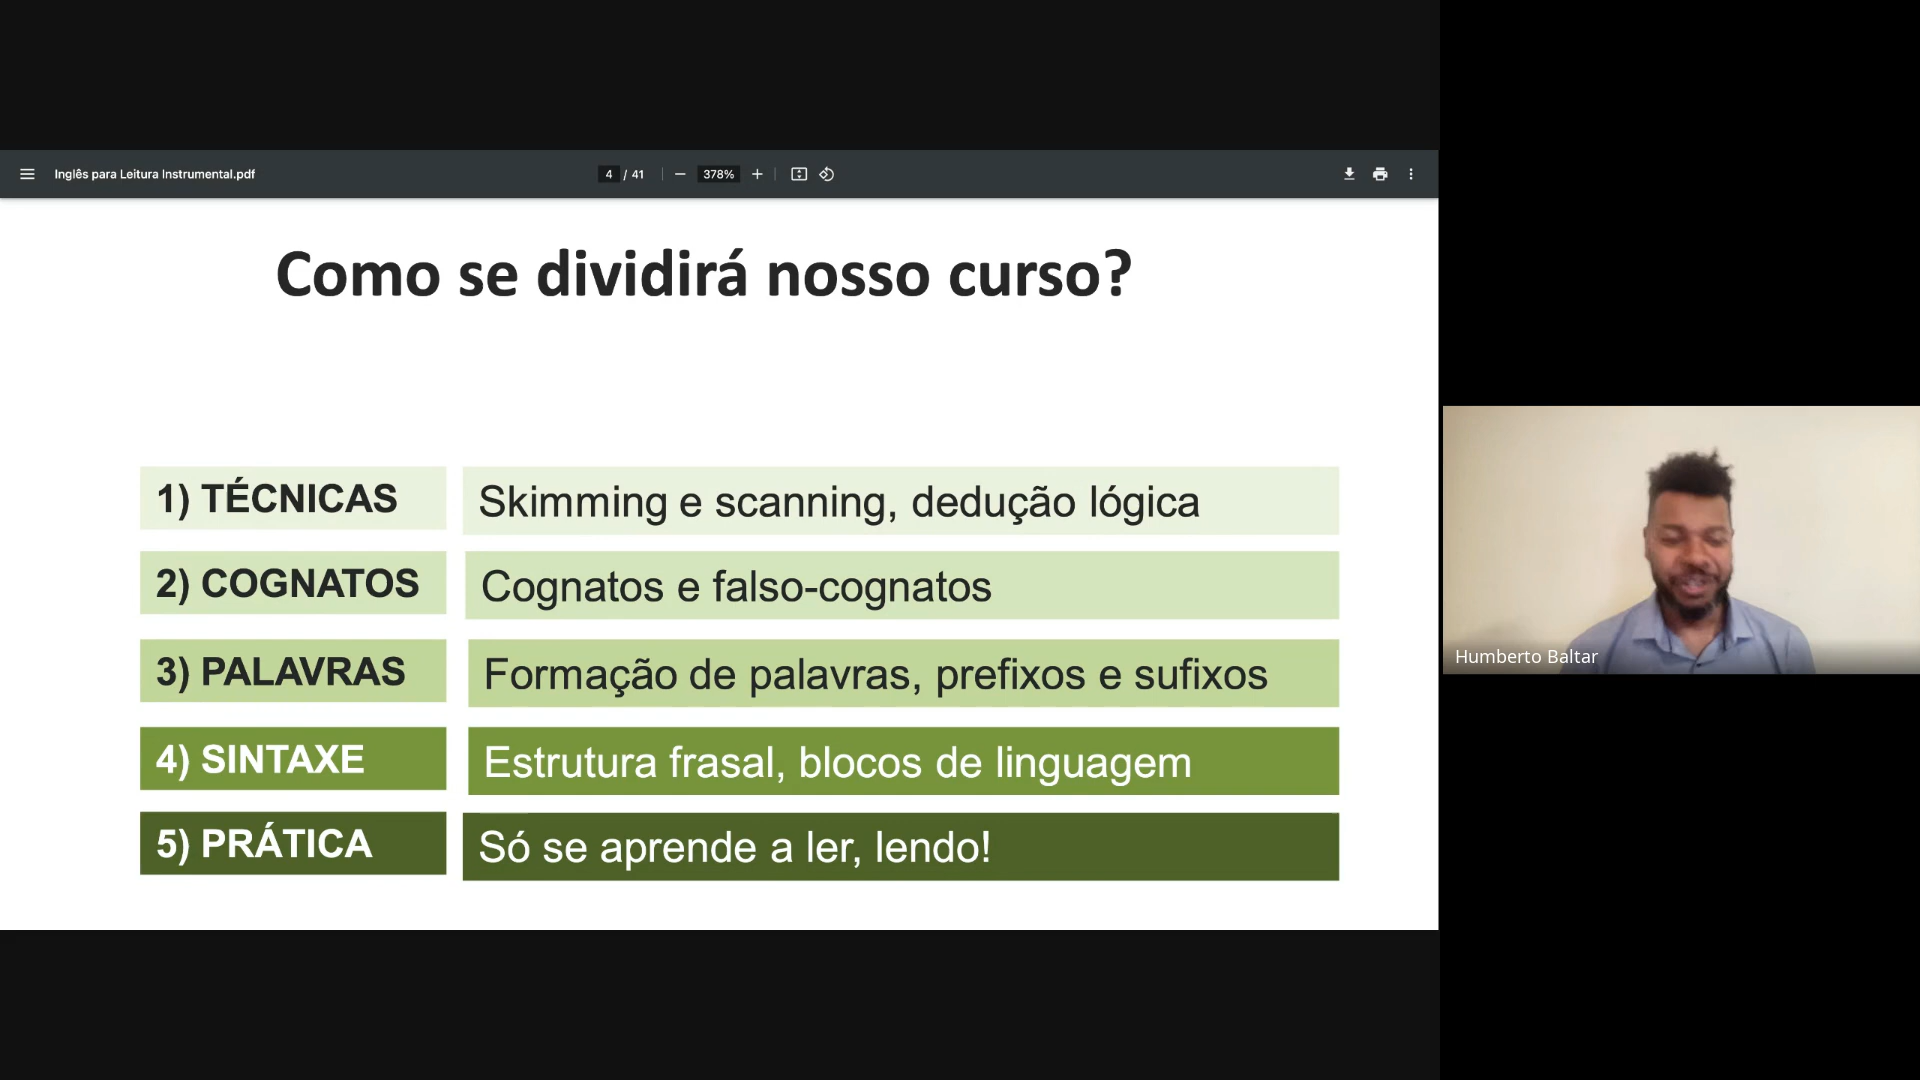 Inglês para Leitura Instrumental.pdf
4 / 41
378%
Como se dividirá nosso curso?
1) TÉCNICAS
Skimming e scanning, dedução lógica
2) COGNATOS
Cognatos e falso-cognatos
3) PALAVRAS
Formação de palavras, prefixos e sufixos
4) SINTAXE
Estrutura frasal, blocos de linguagem
5) PRÁTICA
Só se aprende a ler, lendo!
Humberto Baltar